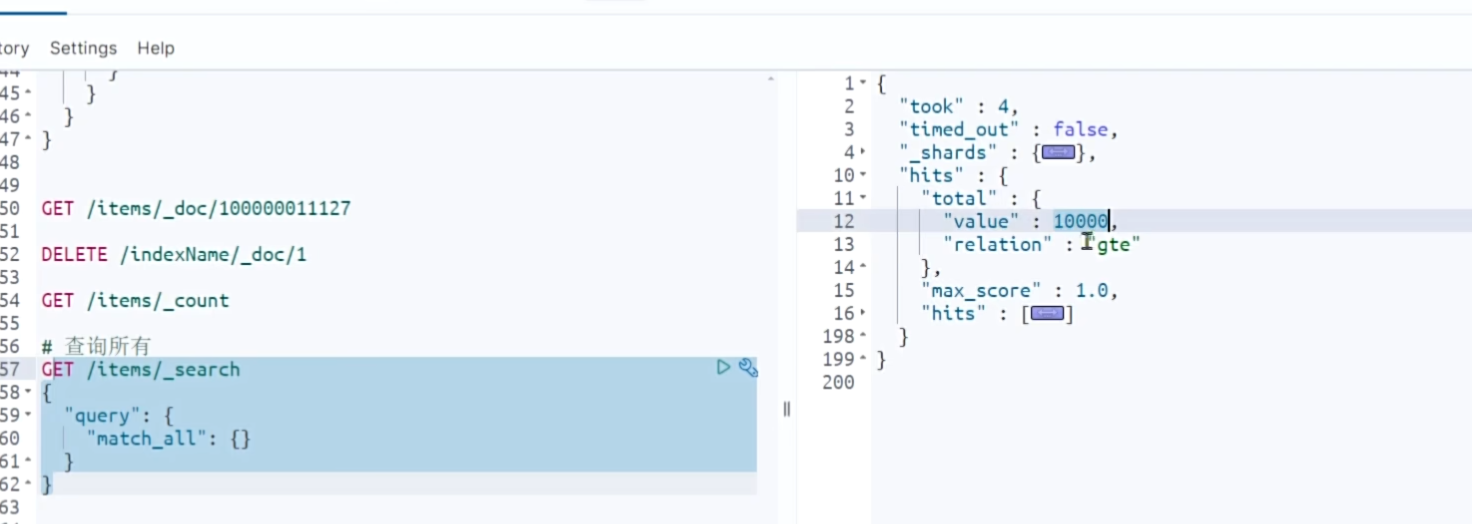 tory Settings Help
44 }
45 }
46 }
47 }
48
49
50 GET /items/_doc/100000011127
51
52 DELETE /indexName/_doc/1
53
54 GET /items/_count
55
56 # 查询所有
57 GET /items/_search
58 {
59 "query": {
60 "match_all": {}
61 }
62 }
63
1 {
2 "took" : 4,
3 "timed_out" : false,
4 "_shards" : {},
10 "hits" : {
11 "total" : {
12 "value" : 10000,
13 "relation" : "gte"
14 },
15 "max_score" : 1.0,
16 "hits" : []
198 }
199 }
200